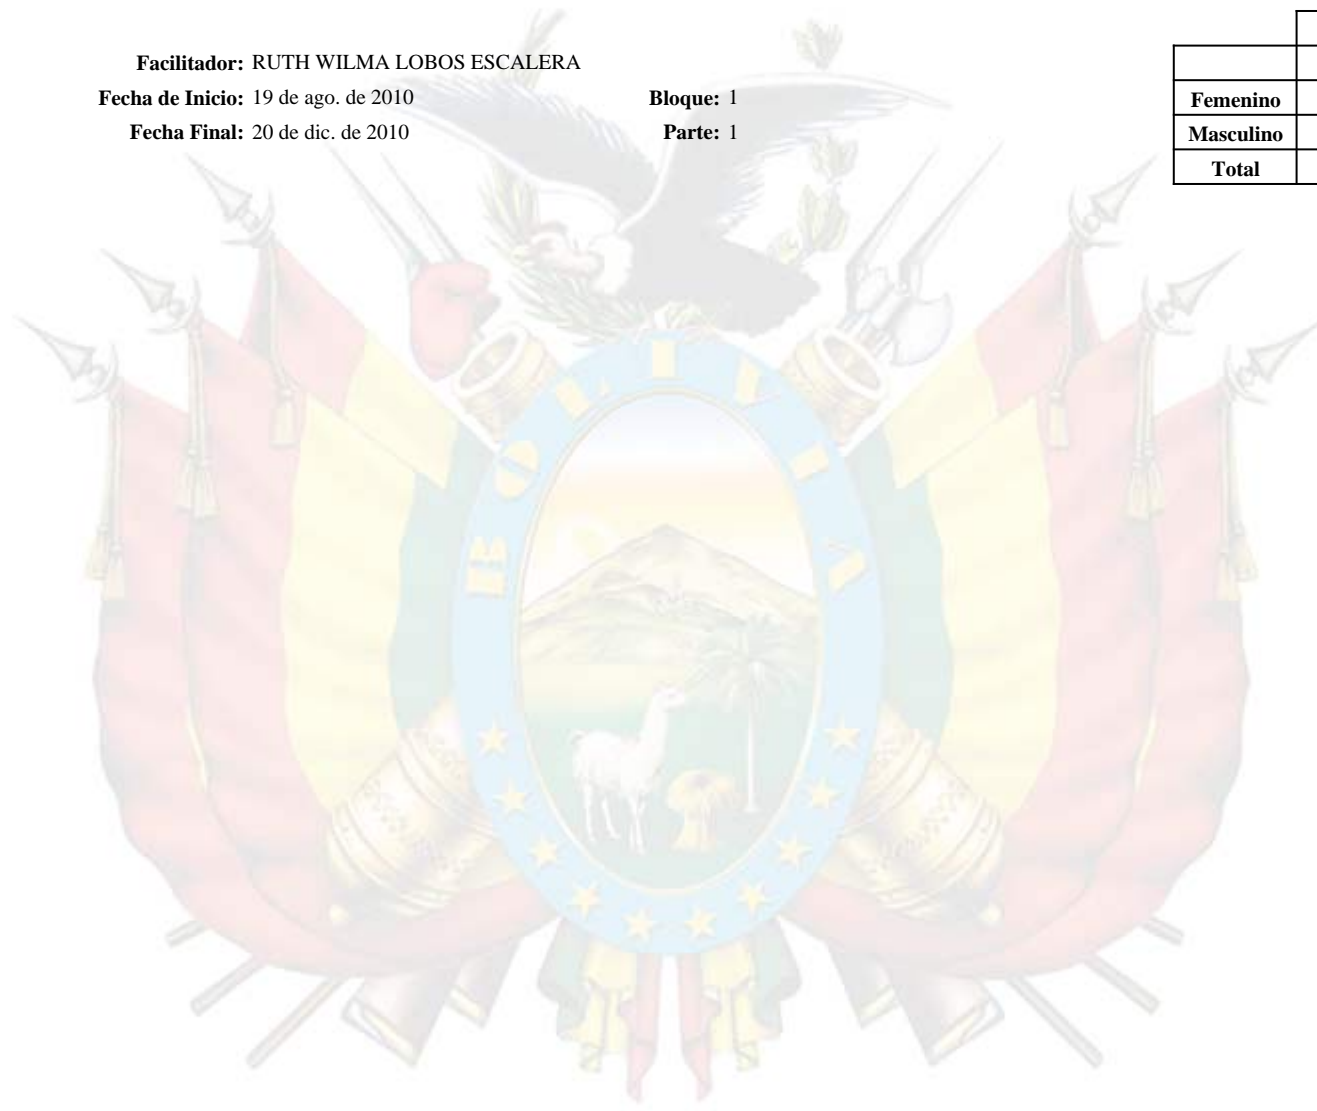 Facilitador: RUTH WILMA LOBOS ESCALERA
Fecha de Inicio: 19 de ago. de 2010 Bloque: 1
Fecha Final: 20 de dic. de 2010 Parte: 1
Femenino
Masculino
Total
BOLIVIA